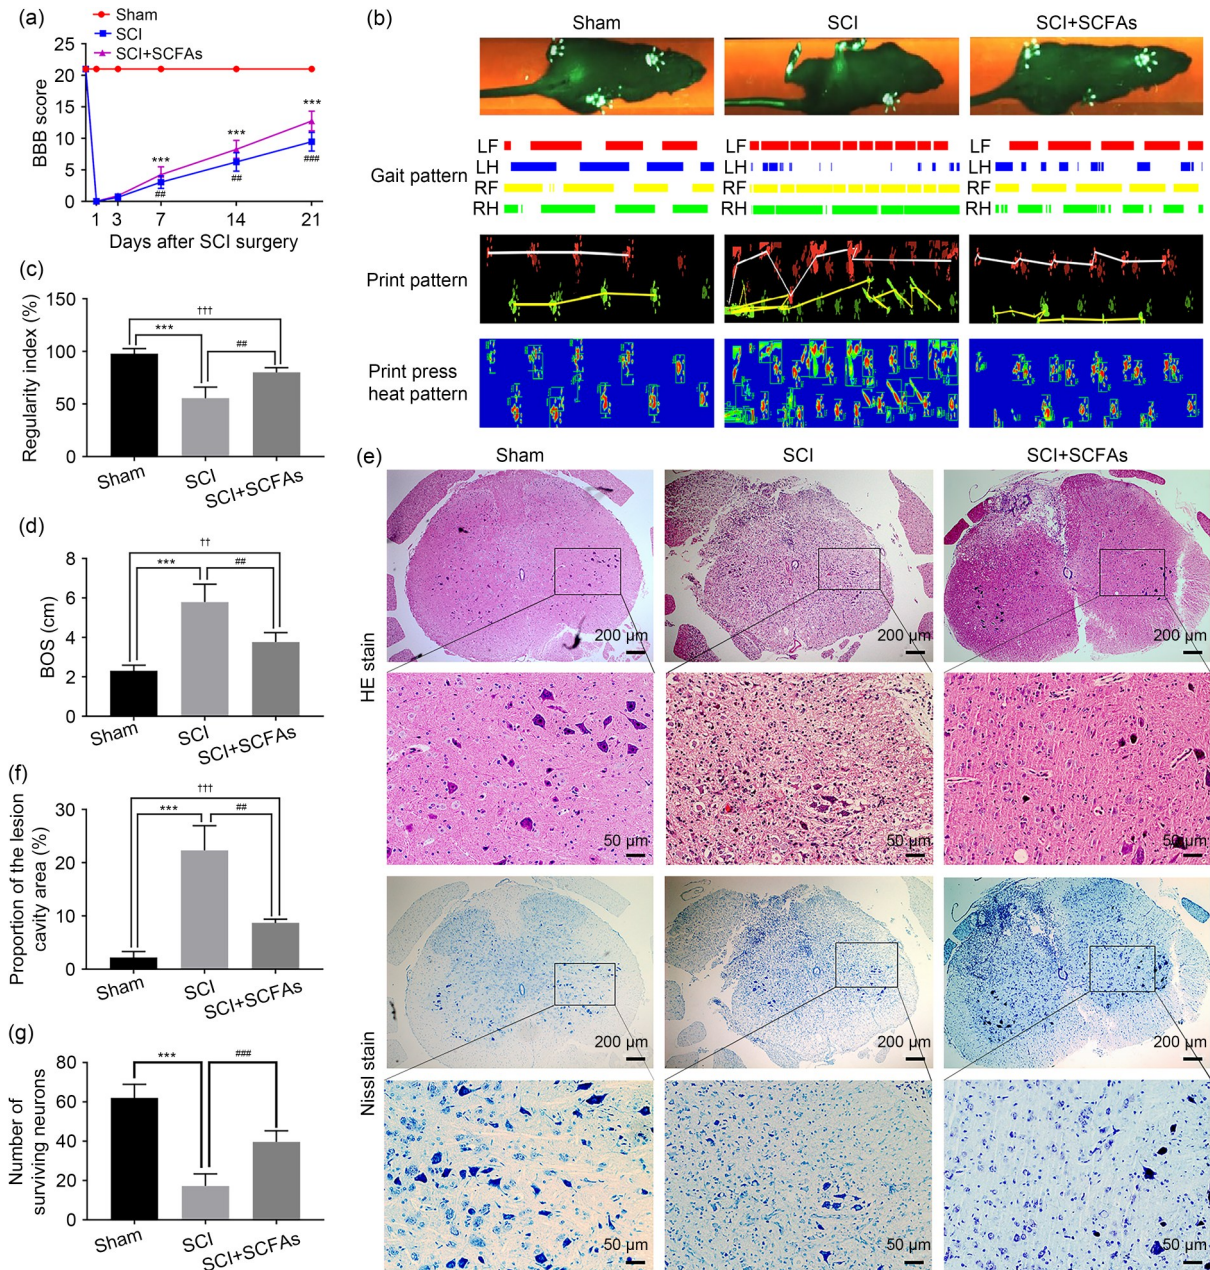 (a)
Sham
SCI
SCI+SCFAs
25
20
15
10
5
0
BBB score
***
***
***
##
##
###
1 3 7 14 21
Days after SCI surgery
(b)
Sham SCI SCI+SCFAs
Gait pattern
LF
LH
RF
RH
LF
LH
RF
RH
LF
LH
RF
RH
Print pattern
Print press
heat pattern
(c)
Regularity index (%)
150
100
50
0
†††
***
##
Sham
SCI
SCI+SCFAs
(d)
BOS (cm)
8
6
4
2
0
††
***
##
Sham
SCI
SCI+SCFAs
(e)
Sham SCI SCI+SCFAs
HE stain
200 µm
200 µm
200 µm
50 µm
50 µm
50 µm
Nissl stain
200 µm
200 µm
200 µm
50 µm
50 µm
50 µm
(f)
Proportion of the lesion
cavity area (%)
30
20
10
0
†††
***
##
Sham
SCI
SCI+SCFAs
(g)
Number of
surviving neurons
80
60
40
20
0
***
###
Sham
SCI
SCI+SCFAs